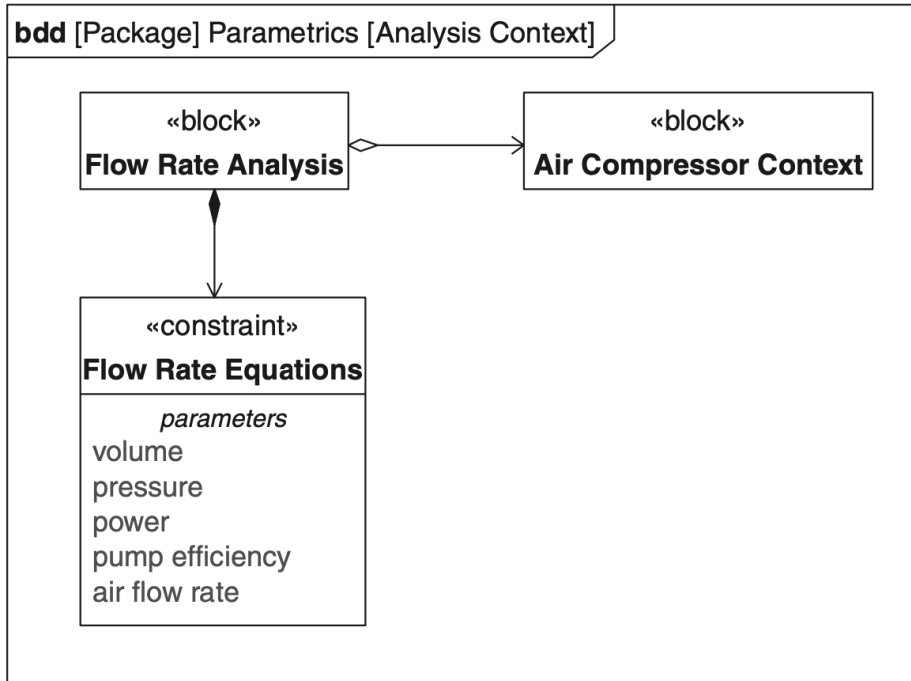 bdd [Package] Parametrics [Analysis Context]
«block»
Flow Rate Analysis
«block»
Air Compressor Context
«constraint»
Flow Rate Equations
parameters
volume
pressure
power
pump efficiency
air flow rate